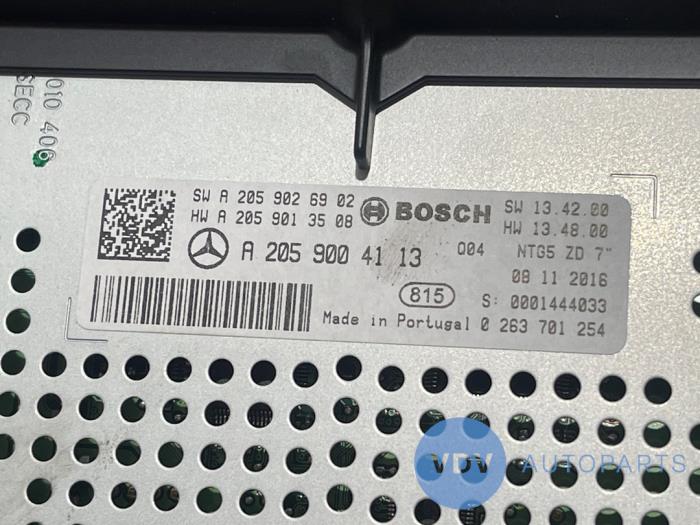 010 406
SECC
SW A 205 902 69 02
HW A 205 901 35 08
BOSCH
SW 13.42.00
HW 13.48.00
A 205 900 41 13
Q04
NTG5 ZD 7"
08 11 2016
815
S: 0001444033
Made in Portugal 0 263 701 254
VDV AUTOPARTS